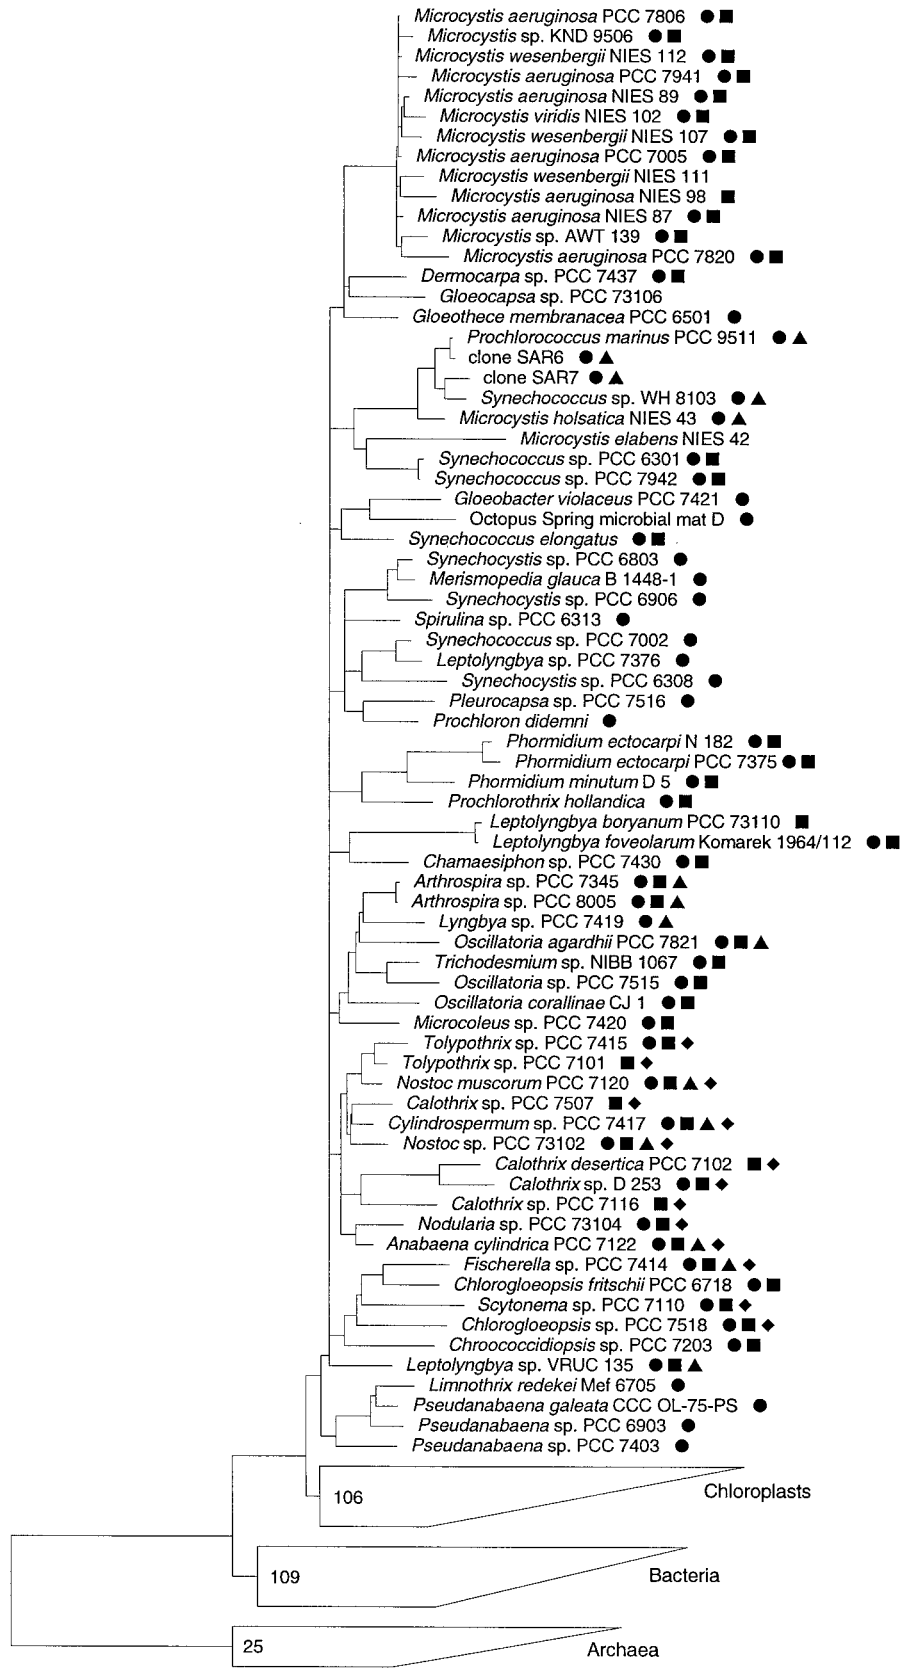 Microcystis aeruginosa PCC 7806 ● ■
Microcystis sp. KND 9506 ● ■
Microcystis wesenbergii NIES 112 ● ■
Microcystis aeruginosa PCC 7941 ● ■
Microcystis aeruginosa NIES 89 ● ■
Microcystis viridis NIES 102 ● ■
Microcystis wesenbergii NIES 107 ● ■
Microcystis aeruginosa PCC 7005 ● ■
Microcystis wesenbergii NIES 111
Microcystis aeruginosa NIES 98 ■
Microcystis aeruginosa NIES 87 ● ■
Microcystis sp. AWT 139 ● ■
Microcystis aeruginosa PCC 7820 ● ■
Dermocarpa sp. PCC 7437 ● ■
Gloeocapsa sp. PCC 73106
Gloeothece membranacea PCC 6501 ●
Prochlorococcus marinus PCC 9511 ● ▲
clone SAR6 ● ▲
clone SAR7 ● ▲
Synechococcus sp. WH 8103 ● ▲
Microcystis holsatica NIES 43 ● ▲
Microcystis elabens NIES 42
Synechococcus sp. PCC 6301 ● ■
Synechococcus sp. PCC 7942 ● ■
Gloeobacter violaceus PCC 7421 ●
Octopus Spring microbial mat D ●
Synechococcus elongatus ● ■
Synechocystis sp. PCC 6803 ●
Merismopedia glauca B 1448-1 ●
Synechocystis sp. PCC 6906 ●
Spirulina sp. PCC 6313 ●
Synechococcus sp. PCC 7002 ●
Leptolyngbya sp. PCC 7376 ●
Synechocystis sp. PCC 6308 ●
Pleurocapsa sp. PCC 7516 ●
Prochloron didemni ●
Phormidium ectocarpi N 182 ● ■
Phormidium ectocarpi PCC 7375 ● ■
Phormidium minutum D 5 ● ■
Prochlorothrix hollandica ● ■
Leptolyngbya boryanum PCC 73110 ■
Leptolyngbya foveolarum Komarek 1964/112 ● ■
Chamaesiphon sp. PCC 7430 ● ■
Arthrospira sp. PCC 7345 ● ■ ▲
Arthrospira sp. PCC 8005 ● ■ ▲
Lyngbya sp. PCC 7419 ● ▲
Oscillatoria agardhii PCC 7821 ● ■ ▲
Trichodesmium sp. NIBB 1067 ● ■
Oscillatoria sp. PCC 7515 ● ■
Oscillatoria corallinae CJ 1 ● ■
Microcoleus sp. PCC 7420 ● ■
Tolypothrix sp. PCC 7415 ● ■ ◆
Tolypothrix sp. PCC 7101 ■ ◆
Nostoc muscorum PCC 7120 ● ■ ▲ ◆
Calothrix sp. PCC 7507 ■ ◆
Cylindrospermum sp. PCC 7417 ● ■ ▲ ◆
Nostoc sp. PCC 73102 ● ■ ▲ ◆
Calothrix desertica PCC 7102 ■ ◆
Calothrix sp. D 253 ● ■ ◆
Calothrix sp. PCC 7116 ■ ◆
Nodularia sp. PCC 73104 ● ■ ◆
Anabaena cylindrica PCC 7122 ● ■ ▲ ◆
Fischerella sp. PCC 7414 ● ■ ▲ ◆
Chlorogloeopsis fritschii PCC 6718 ● ■
Scytonema sp. PCC 7110 ● ■ ◆
Chlorogloeopsis sp. PCC 7518 ● ■ ◆
Chroococcidiopsis sp. PCC 7203 ● ■
Leptolyngbya sp. VRUC 135 ● ■ ▲
Limnothrix redekei Mef 6705 ●
Pseudanabaena galeata CCC OL-75-PS ●
Pseudanabaena sp. PCC 6903 ●
Pseudanabaena sp. PCC 7403 ●
106 Chloroplasts
109 Bacteria
25 Archaea